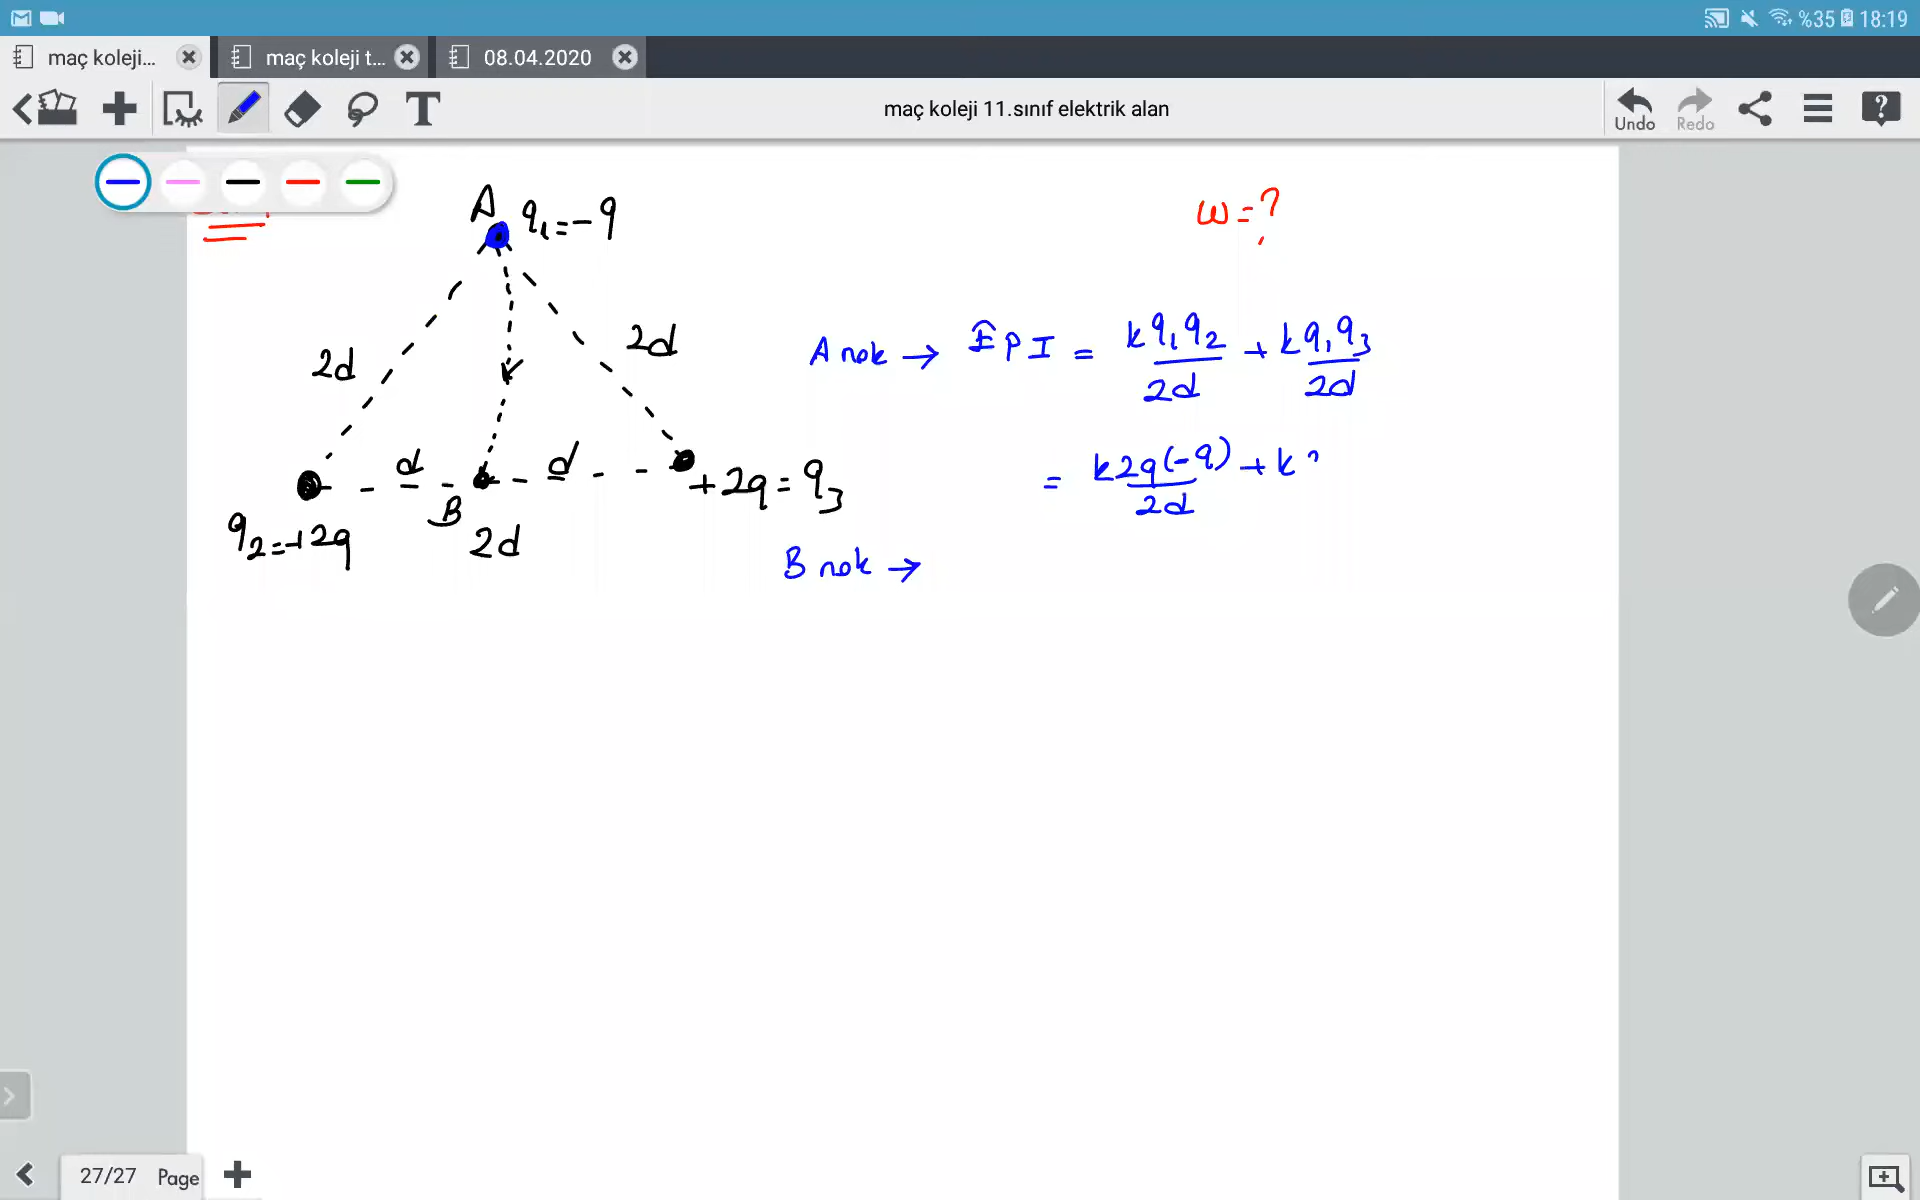 %35 18:19
maç koleji...
maç koleji t...
08.04.2020
T
maç koleji 11.sınıf elektrik alan
Undo
Redo
A q₁=-q
w=?
2d
2d
A nok → EPI = kq₁q₂/2d + kq₁q₃/2d
d
d
+2q=q₃
= k2q(-q)/2d + k
B
q₂=+2q
2d
B nok →
27/27 Page